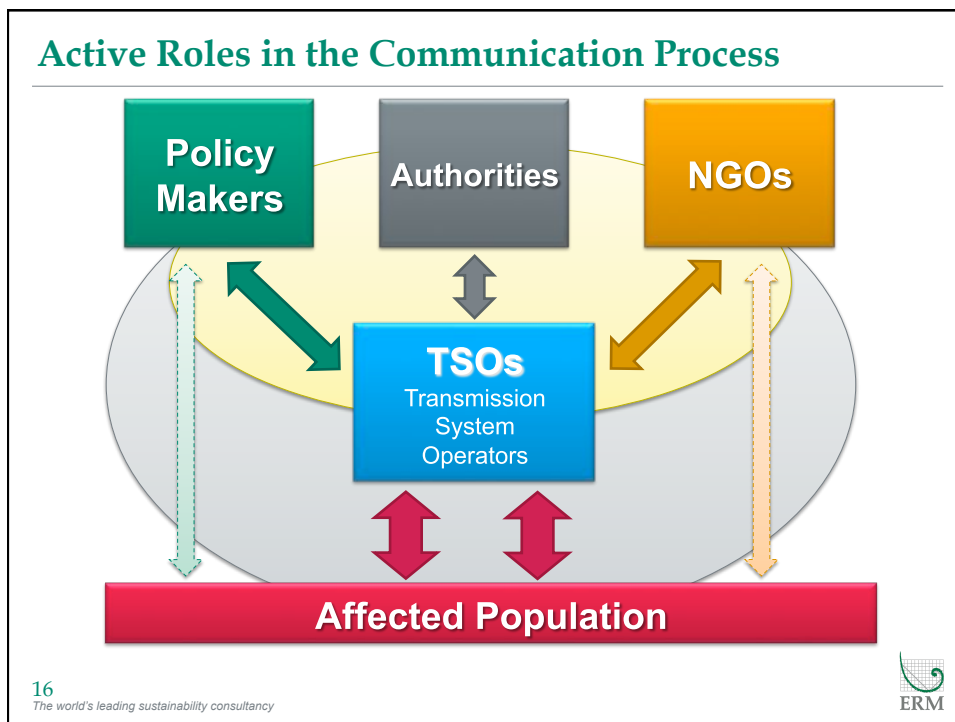 Active Roles in the Communication Process
Policy
Makers
Authorities
NGOs
TSOs
Transmission
System
Operators
Affected Population
16
The world's leading sustainability consultancy
ERM